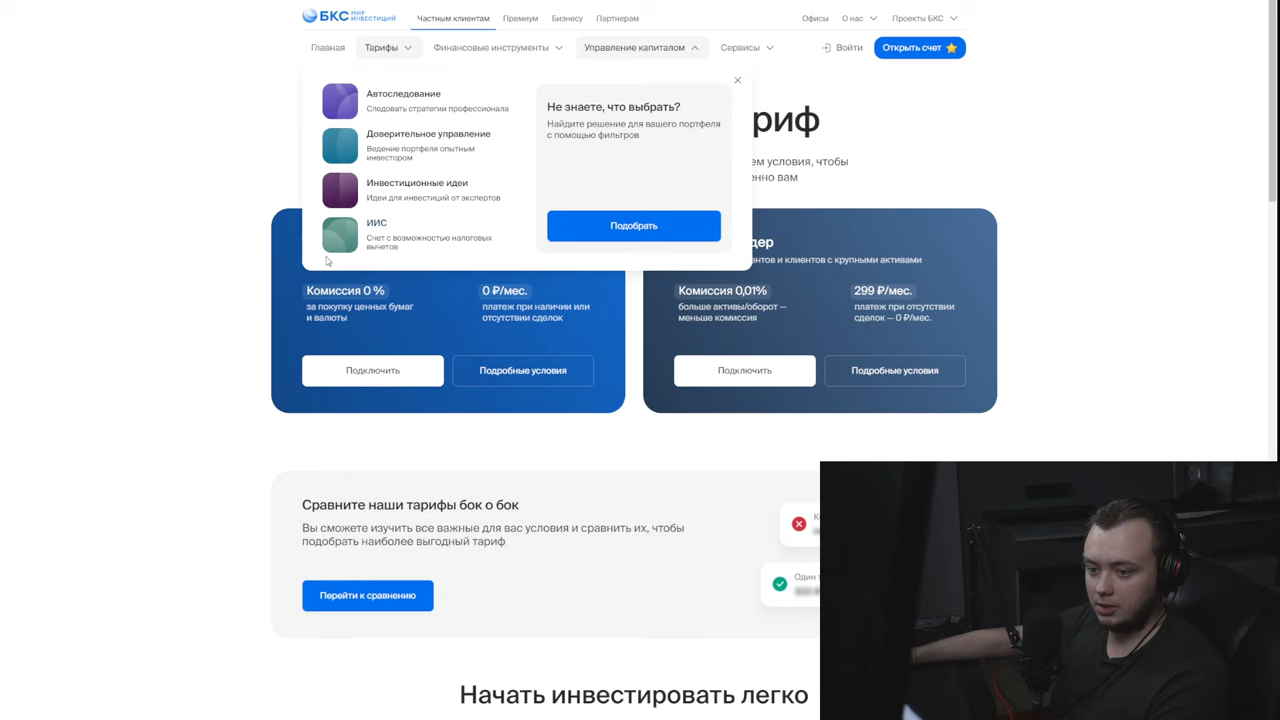 БКС МИР ИНВЕСТИЦИЙ
Частным клиентам Премиум Бизнесу Партнерам Офисы О нас Проекты БКС
Главная Тарифы Финансовые инструменты Управление капиталом Сервисы Войти Открыть счет
Автоследование
Следовать стратегии профессионала
Доверительное управление
Ведение портфеля опытным
инвестором
Инвестиционные идеи
Идеи для инвестиций от экспертов
ИИС
Счет с возможностью налоговых
вычетов
Не знаете, что выбрать?
Найдите решение для вашего портфеля
с помощью фильтров
Подобрать
риф
ем условия, чтобы
енно вам
Комиссия 0 %
за покупку ценных бумаг
и валюты
0 ₽/мес.
платеж при наличии или
отсутствии сделок
Подключить
Подробные условия
дер
ентов и клиентов с крупными активами
Комиссия 0,01%
больше активы/оборот —
меньше комиссия
299 ₽/мес.
платеж при отсутствии
сделок — 0 ₽/мес.
Подключить
Подробные условия
Сравните наши тарифы бок о бок
Вы сможете изучить все важные для вас условия и сравнить их, чтобы
подобрать наиболее выгодный тариф
Перейти к сравнению
Один
Начать инвестировать легко